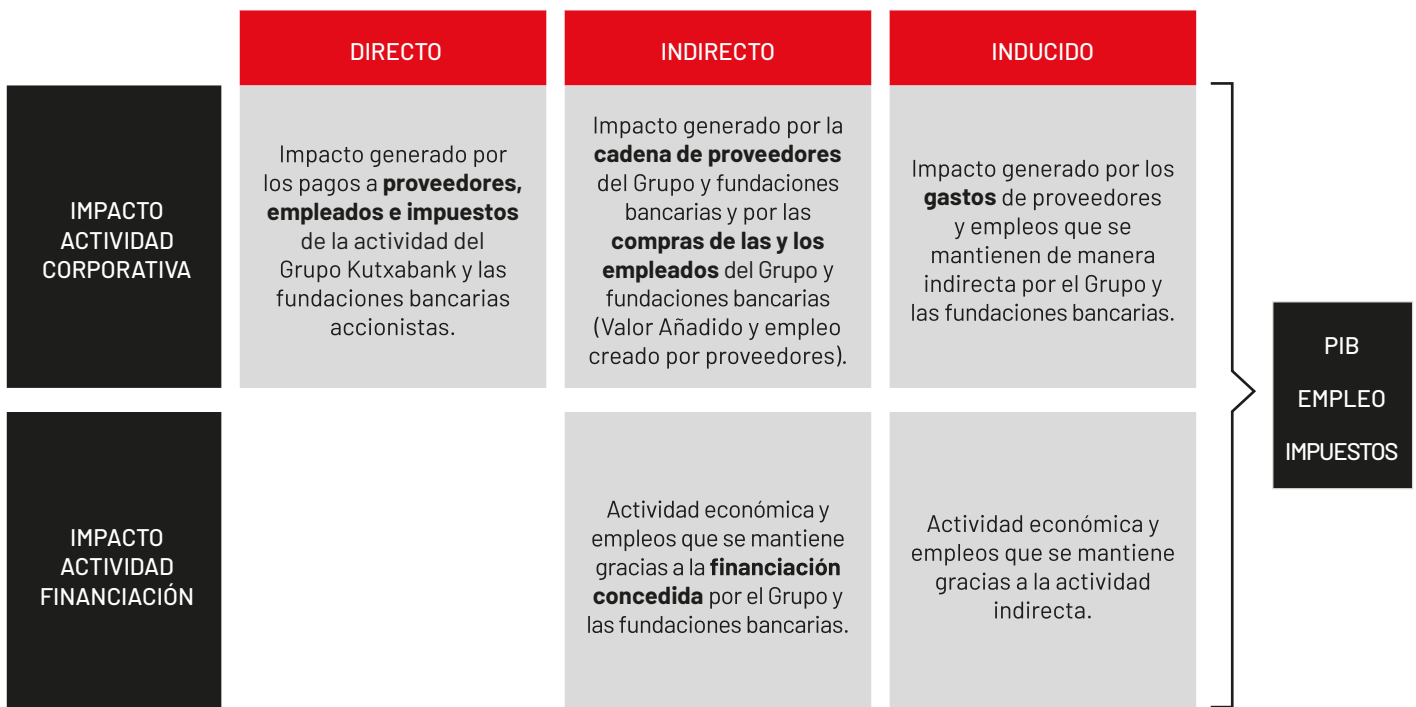 DIRECTO
INDIRECTO
INDUCIDO
IMPACTO
ACTIVIDAD
CORPORATIVA
Impacto generado por
los pagos a proveedores,
empleados e impuestos
de la actividad del
Grupo Kutxabank y las
fundaciones bancarias
accionistas.
Impacto generado por la
cadena de proveedores
del Grupo y fundaciones
bancarias y por las
compras de las y los
empleados del Grupo y
fundaciones bancarias
(Valor Añadido y empleo
creado por proveedores).
Impacto generado por los
gastos de proveedores
y empleos que se
mantienen de manera
indirecta por el Grupo y
las fundaciones bancarias.
IMPACTO
ACTIVIDAD
FINANCIACIÓN
Actividad económica y
empleos que se mantiene
gracias a la financiación
concedida por el Grupo y
las fundaciones bancarias.
Actividad económica y
empleos que se mantiene
gracias a la actividad
indirecta.
PIB
EMPLEO
IMPUESTOS